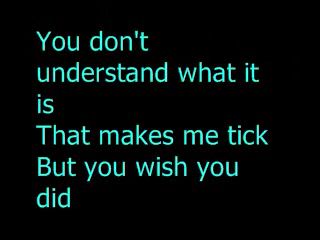 You don't
understand what it
is
That makes me tick
But you wish you
did